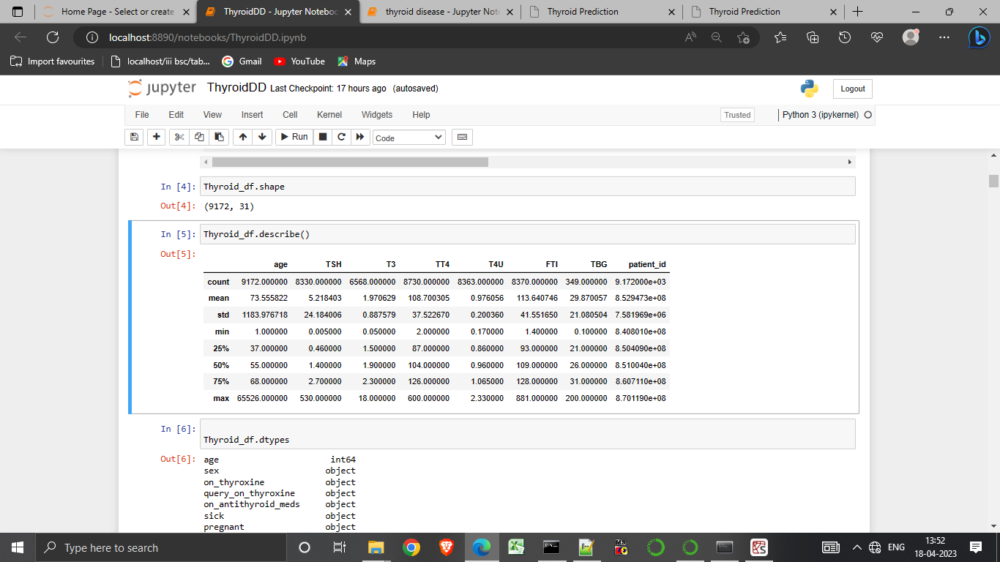 Home Page - Select or create
ThyroidDD - Jupyter Notebook
thyroid disease - Jupyter Note
Thyroid Prediction
Thyroid Prediction
localhost:8890/notebooks/ThyroidDD.ipynb
Import favourites
localhost/iii bsc/tab...
Gmail
YouTube
Maps
jupyter ThyroidDD Last Checkpoint: 17 hours ago (autosaved)
Logout
File Edit View Insert Cell Kernel Widgets Help
Trusted
Python 3 (ipykernel)
Run
Code
In [4]: Thyroid_df.shape
Out[4]: (9172, 31)
In [5]: Thyroid_df.describe()
Out[5]:
age TSH T3 TT4 T4U FTI TBG patient_id
count 9172.000000 8330.000000 6568.000000 8730.000000 8363.000000 8370.000000 349.000000 9.172000e+03
mean 73.555822 5.218403 1.970629 108.700305 0.976056 113.640746 29.870057 8.529473e+08
std 1183.976718 24.184006 0.887579 37.522670 0.200360 41.551650 21.080504 7.581969e+06
min 1.000000 0.005000 0.050000 2.000000 0.170000 1.400000 0.100000 8.408010e+08
25% 37.000000 0.460000 1.500000 87.000000 0.860000 93.000000 21.000000 8.504090e+08
50% 55.000000 1.400000 1.900000 104.000000 0.960000 109.000000 26.000000 8.510040e+08
75% 68.000000 2.700000 2.300000 126.000000 1.065000 128.000000 31.000000 8.607110e+08
max 65526.000000 530.000000 18.000000 600.000000 2.330000 881.000000 200.000000 8.701190e+08
In [6]:
Thyroid_df.dtypes
Out[6]: age int64
sex object
on_thyroxine object
query_on_thyroxine object
on_antithyroid_meds object
sick object
pregnant object
Type here to search
ENG
13:52
18-04-2023